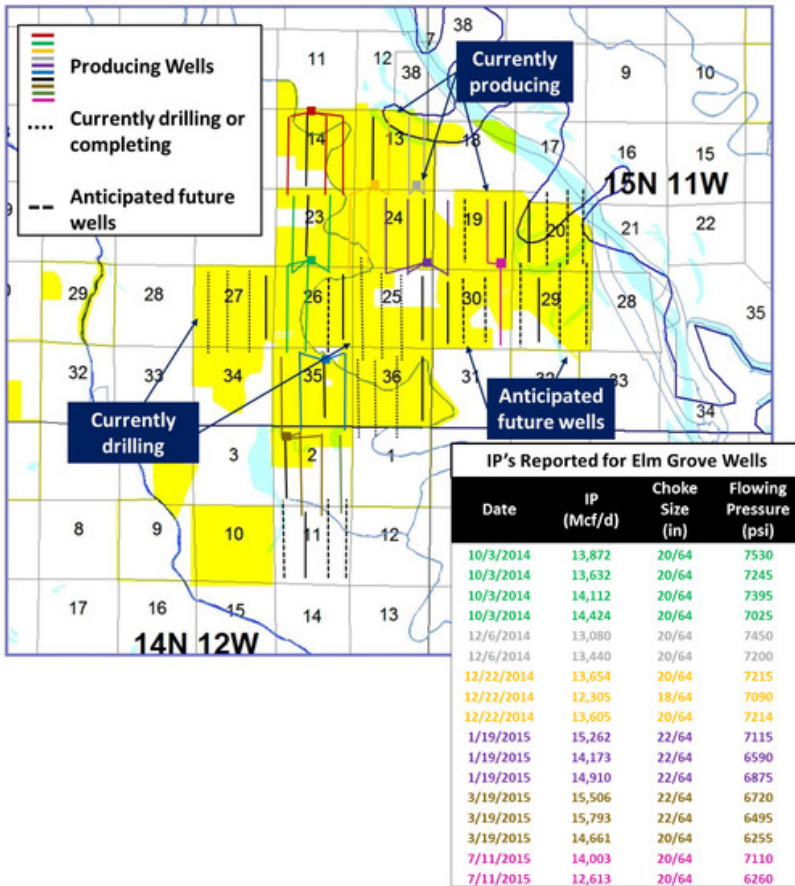 Producing Wells
Currently drilling or
completing
Anticipated future
wells
Currently
producing
38
7
11
12
38
9
10
14
13
18
17
16
15
15N 11W
23
24
19
20
21
22
29
28
27
26
25
30
29
28
35
32
33
34
35
36
31
32
33
34
Currently
drilling
Anticipated
future wells
3
2
1
8
9
10
11
12
17
16
15
14
13
14N 12W
IP's Reported for Elm Grove Wells
Date IP (Mcf/d) Choke Size (in) Flowing Pressure (psi)
10/3/2014 13,872 20/64 7530
10/3/2014 13,632 20/64 7245
10/3/2014 14,112 20/64 7395
10/3/2014 14,424 20/64 7025
12/6/2014 13,080 20/64 7450
12/6/2014 13,440 20/64 7200
12/22/2014 13,654 20/64 7215
12/22/2014 12,305 18/64 7090
12/22/2014 13,605 20/64 7214
1/19/2015 15,262 22/64 7115
1/19/2015 14,173 22/64 6590
1/19/2015 14,910 22/64 6875
3/19/2015 15,506 22/64 6720
3/19/2015 15,793 22/64 6495
3/19/2015 14,661 20/64 6255
7/11/2015 14,003 20/64 7110
7/11/2015 12,613 20/64 6260